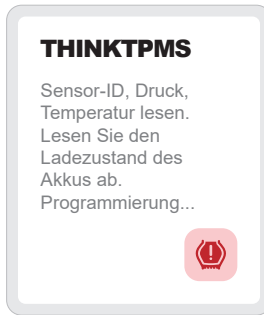 THINKTPMS
Sensor-ID, Druck,
Temperatur lesen.
Lesen Sie den
Ladezustand des
Akkus ab.
Programmierung...